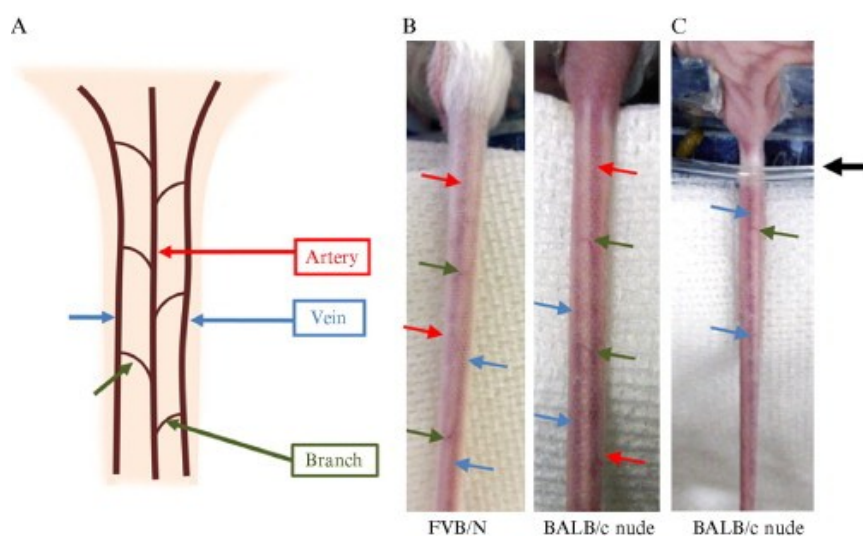 A
B
C
Artery
Vein
Branch
FVB/N
BALB/c nude
BALB/c nude